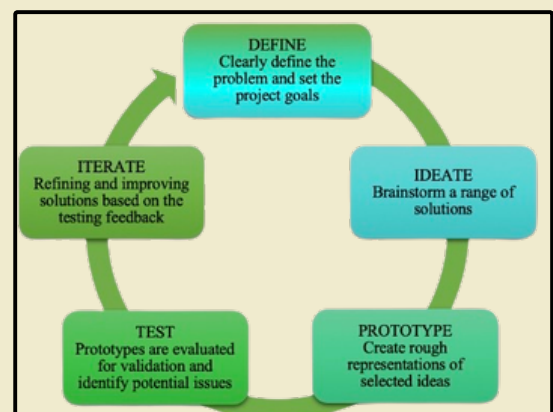 DEFINE
Clearly define the
problem and set the
project goals
IDEATE
Brainstorm a range of
solutions
PROTOTYPE
Create rough
representations of
selected ideas
TEST
Prototypes are evaluated
for validation and
identify potential issues
ITERATE
Refining and improving
solutions based on the
testing feedback